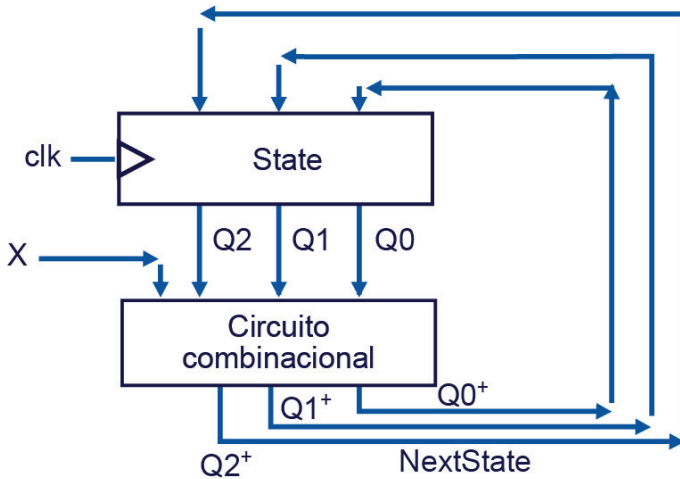 clk
State
Q2 Q1 Q0
X
Circuito
combinacional
Q0⁺
Q1⁺
Q2⁺
NextState